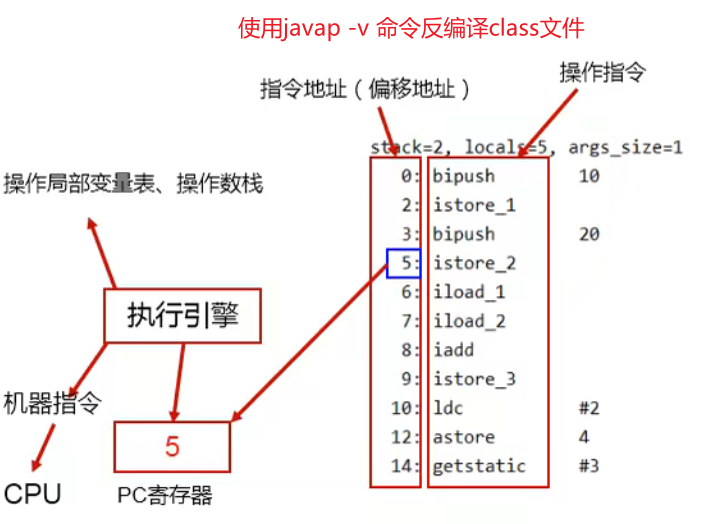 使用javap -v 命令反编译class文件
操作指令
指令地址（偏移地址）
stack=2, locals=5, args_size=1
操作局部变量表、操作数栈
0: bipush 10
2: istore_1
3: bipush 20
5: istore_2
6: iload_1
7: iload_2
8: iadd
9: istore_3
10: ldc #2
12: astore 4
14: getstatic #3
执行引擎
机器指令
5
CPU
PC寄存器